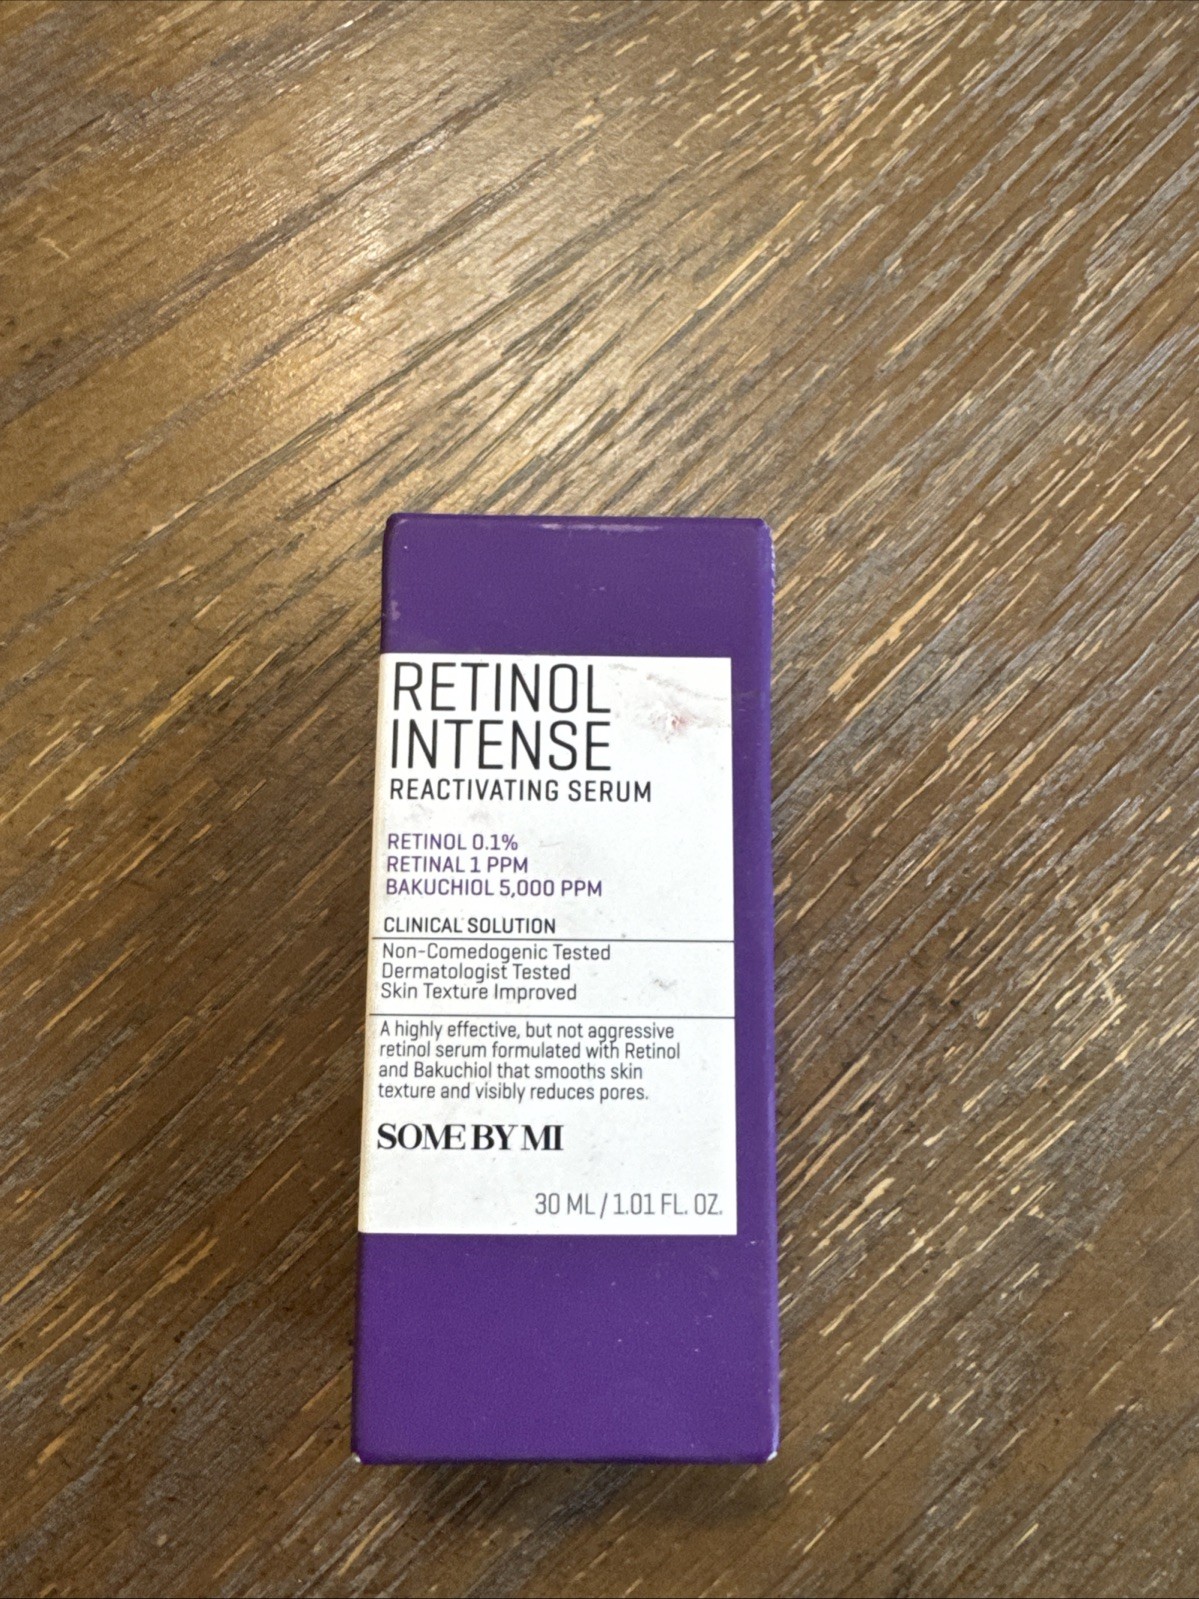 RETINOL
INTENSE
REACTIVATING SERUM
RETINOL 0.1%
RETINAL 1 PPM
BAKUCHIOL 5,000 PPM
CLINICAL SOLUTION
Non-Comedogenic Tested
Dermatologist Tested
Skin Texture Improved
A highly effective, but not aggressive
retinol serum formulated with Retinol
and Bakuchiol that smooths skin
texture and visibly reduces pores.
SOME BY MI
30 ML / 1.01 FL. OZ.